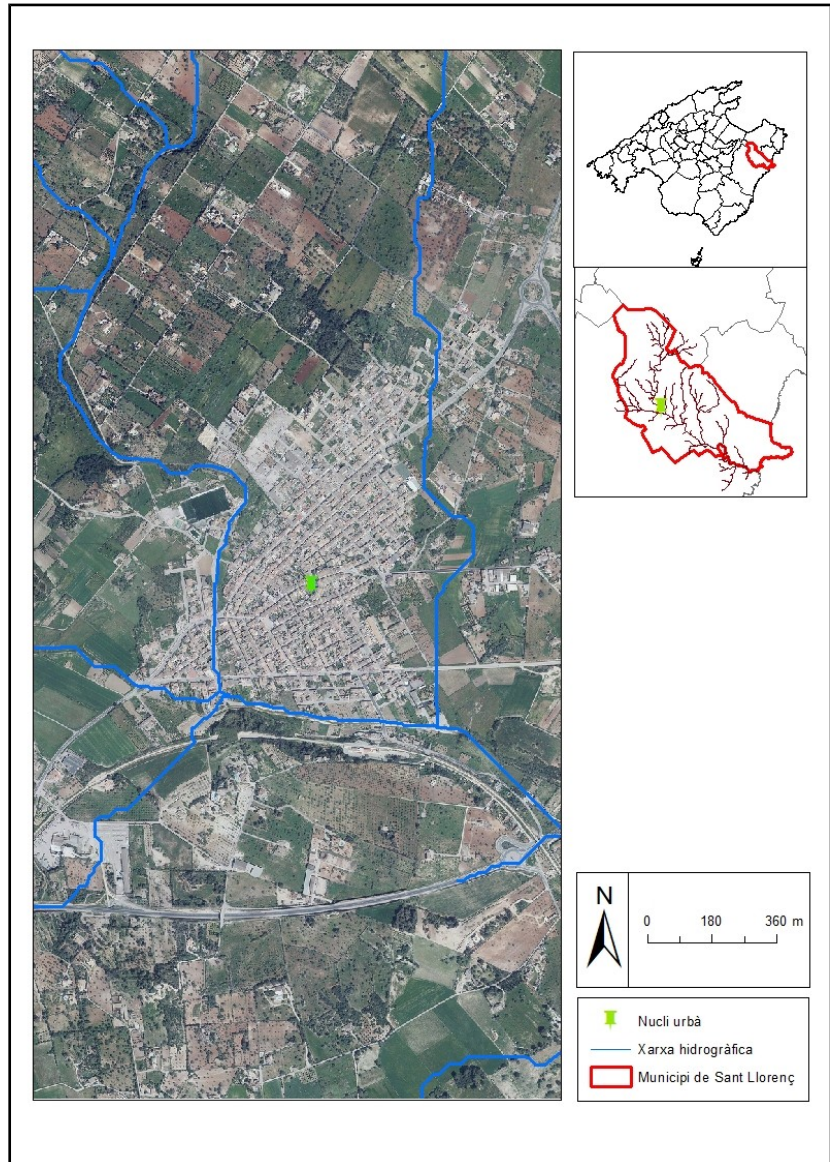 N
0 180 360 m
Nucli urbà
Xarxa hidrogràfica
Municipi de Sant Llorenç